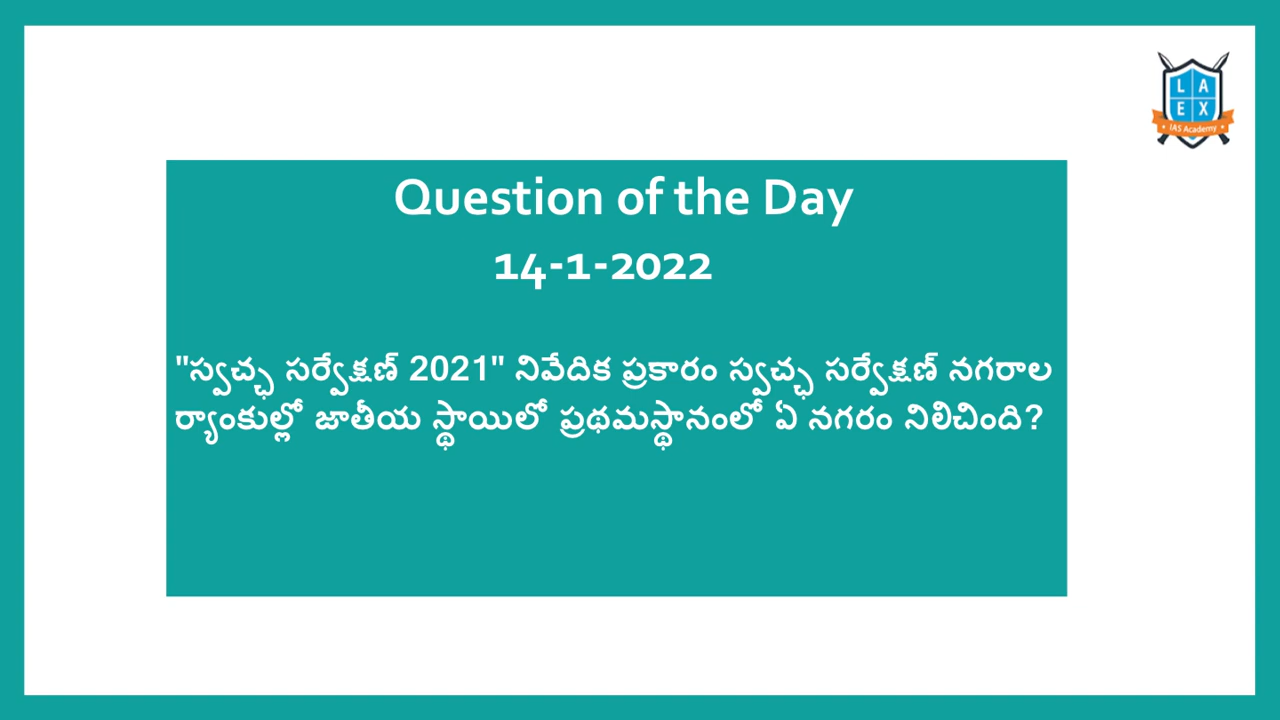 L A
E X
IAS Academy
Question of the Day
14-1-2022
"స్వచ్ఛ సర్వేక్షణ్ 2021" నివేదిక ప్రకారం స్వచ్ఛ సర్వేక్షణ్ నగరాల
ర్యాంకుల్లో జాతీయ స్థాయిలో ప్రథమస్థానంలో ఏ నగరం నిలిచింది?